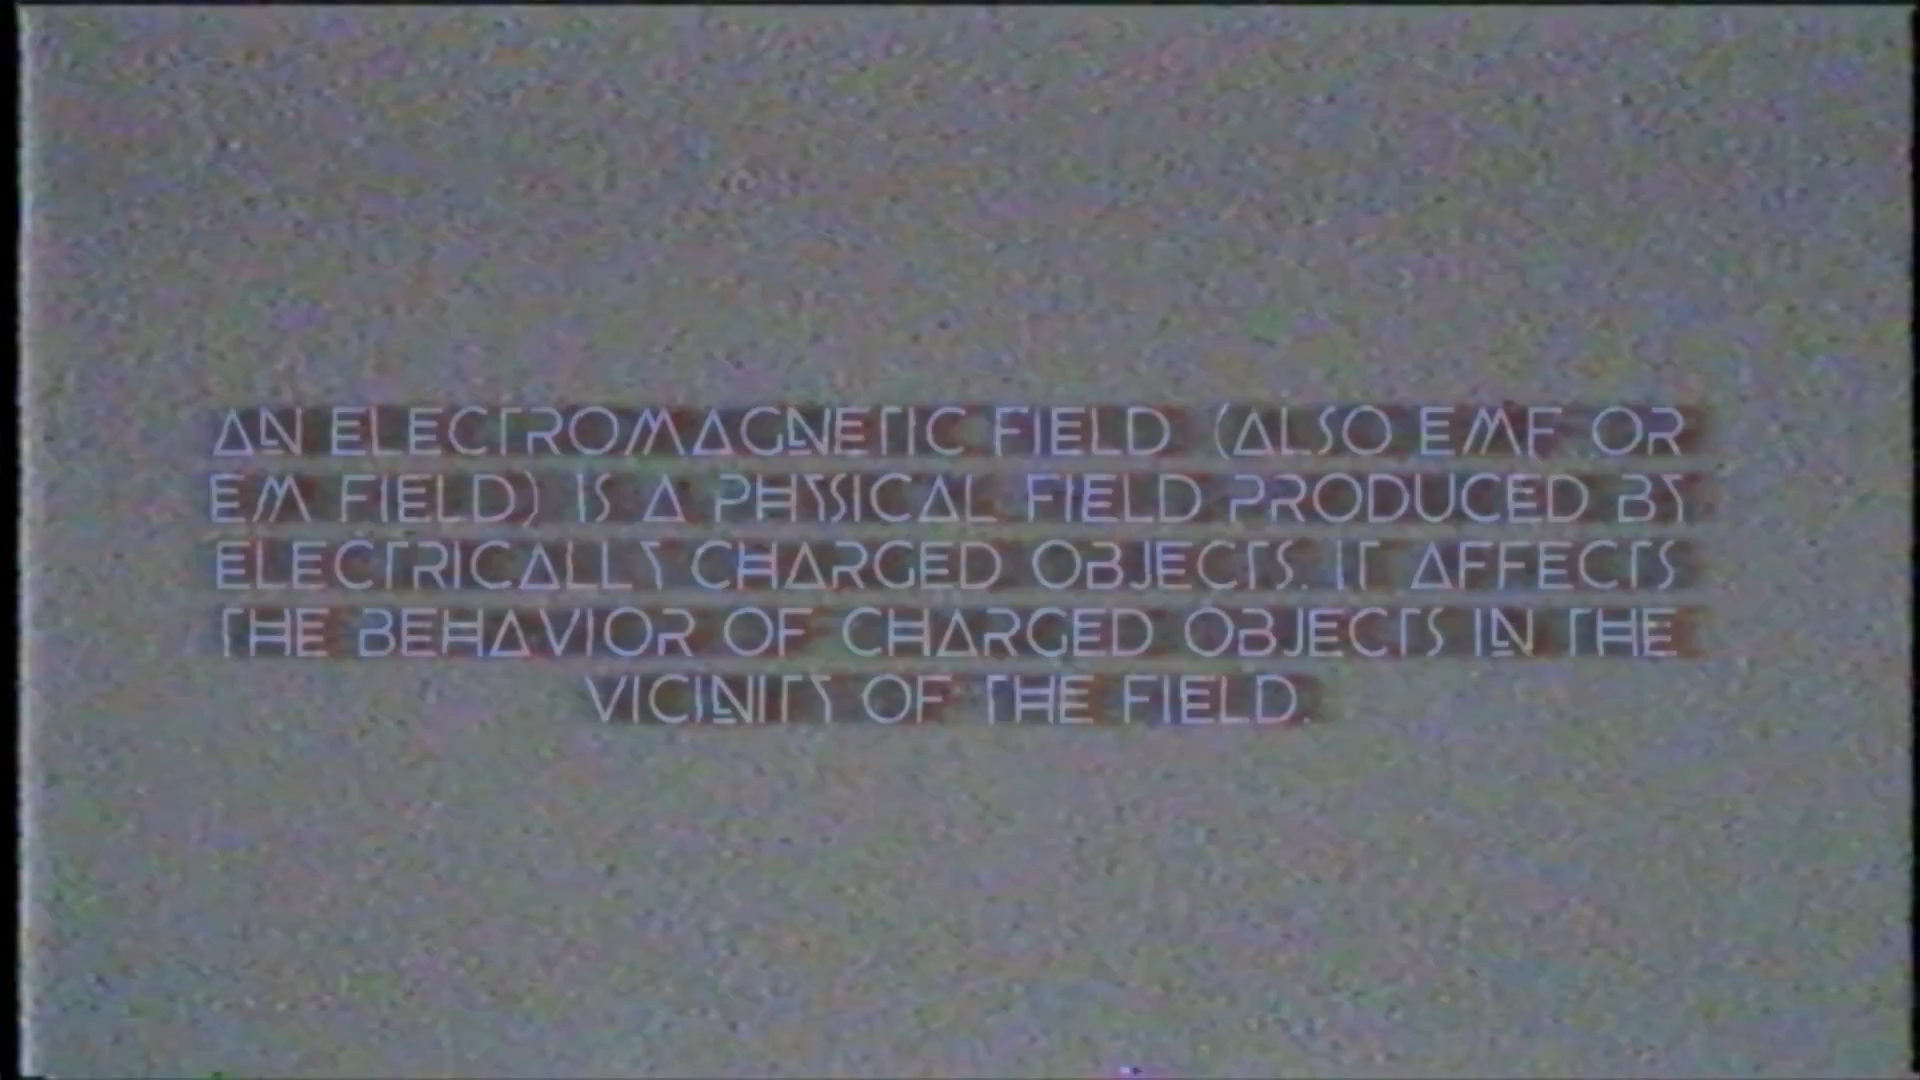 AN ELECTROMAGNETIC FIELD (ALSO EMF OR
EM FIELD) IS A PHYSICAL FIELD PRODUCED BY
ELECTRICALLY CHARGED OBJECTS. IT AFFECTS
THE BEHAVIOR OF CHARGED OBJECTS IN THE
VICINITY OF THE FIELD.